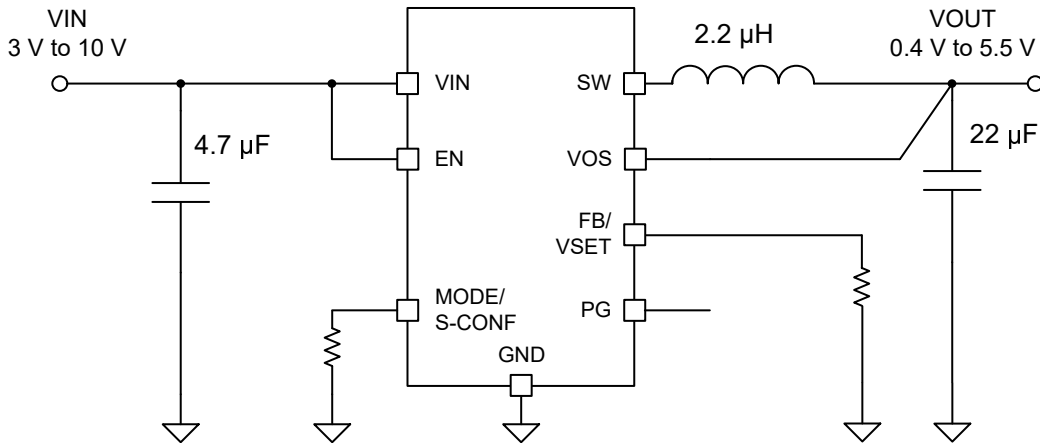 VIN
3 V to 10 V
VOUT
0.4 V to 5.5 V
2.2 µH
VIN
SW
4.7 µF
EN
VOS
22 µF
FB/
VSET
MODE/
S-CONF
PG
GND